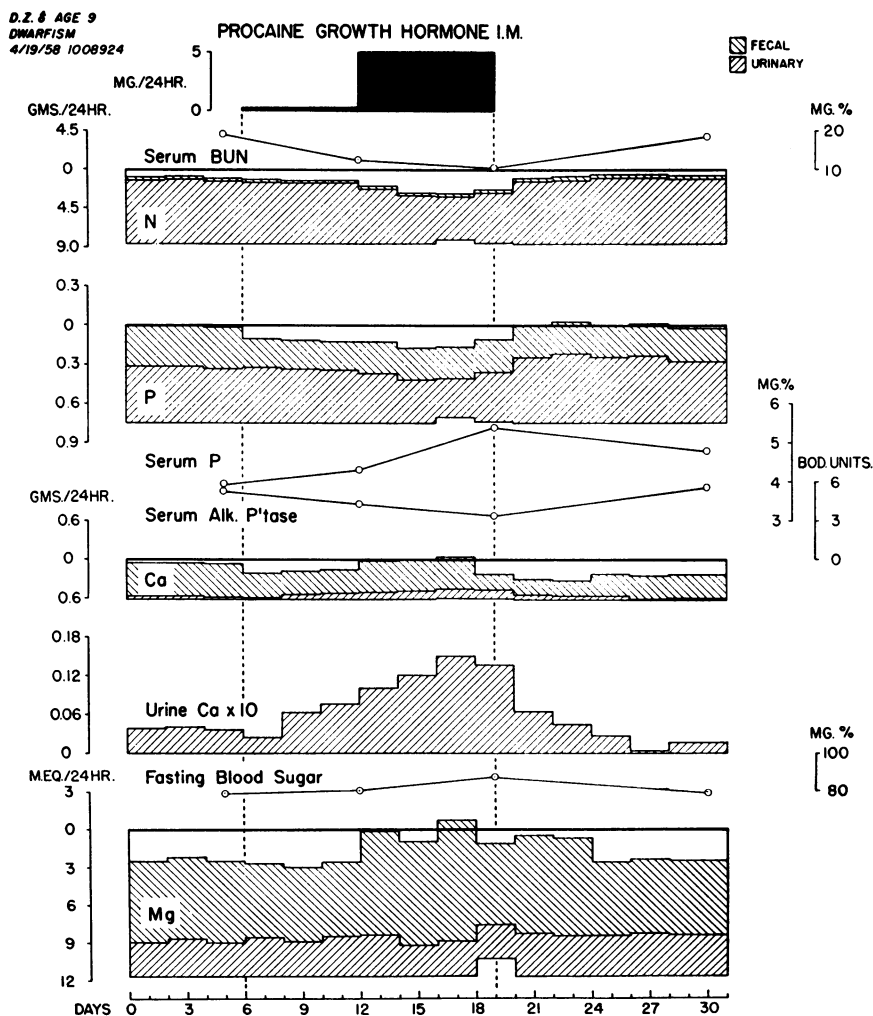 D.Z. ♂ AGE 9
DWARFISM
4/19/58 1008924
PROCAINE GROWTH HORMONE I.M.
FECAL
URINARY
5
MG./24HR.
0
GMS./24HR.
MG. %
4.5
20
Serum BUN
0
10
4.5
N
9.0
0.3
0
0.3
P
0.6
0.9
MG.%
6
5
4
3
Serum P
BOD. UNITS.
6
3
0
GMS./24HR.
Serum Alk. P'tase
0.6
0
Ca
0.6
0.18
0.12
0.06
Urine Ca x 10
0
MG. %
100
80
M.EQ./24HR.
Fasting Blood Sugar
3
0
3
6
Mg
9
12
DAYS 0 3 6 9 12 15 18 21 24 27 30